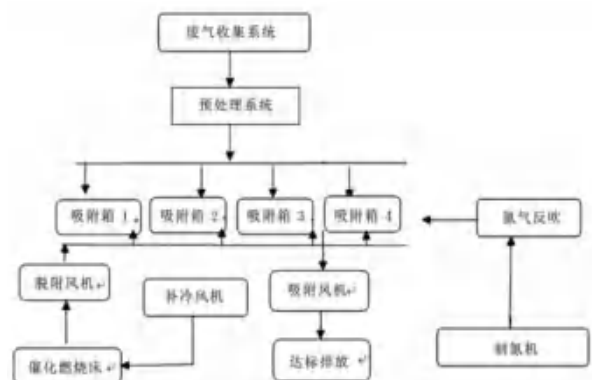 废气收集系统
预处理系统
吸附箱 1
吸附箱 2
吸附箱 3
吸附箱 4
氮气反吹
脱附风机
补冷风机
吸附风机
催化燃烧床
达标排放
制氮机